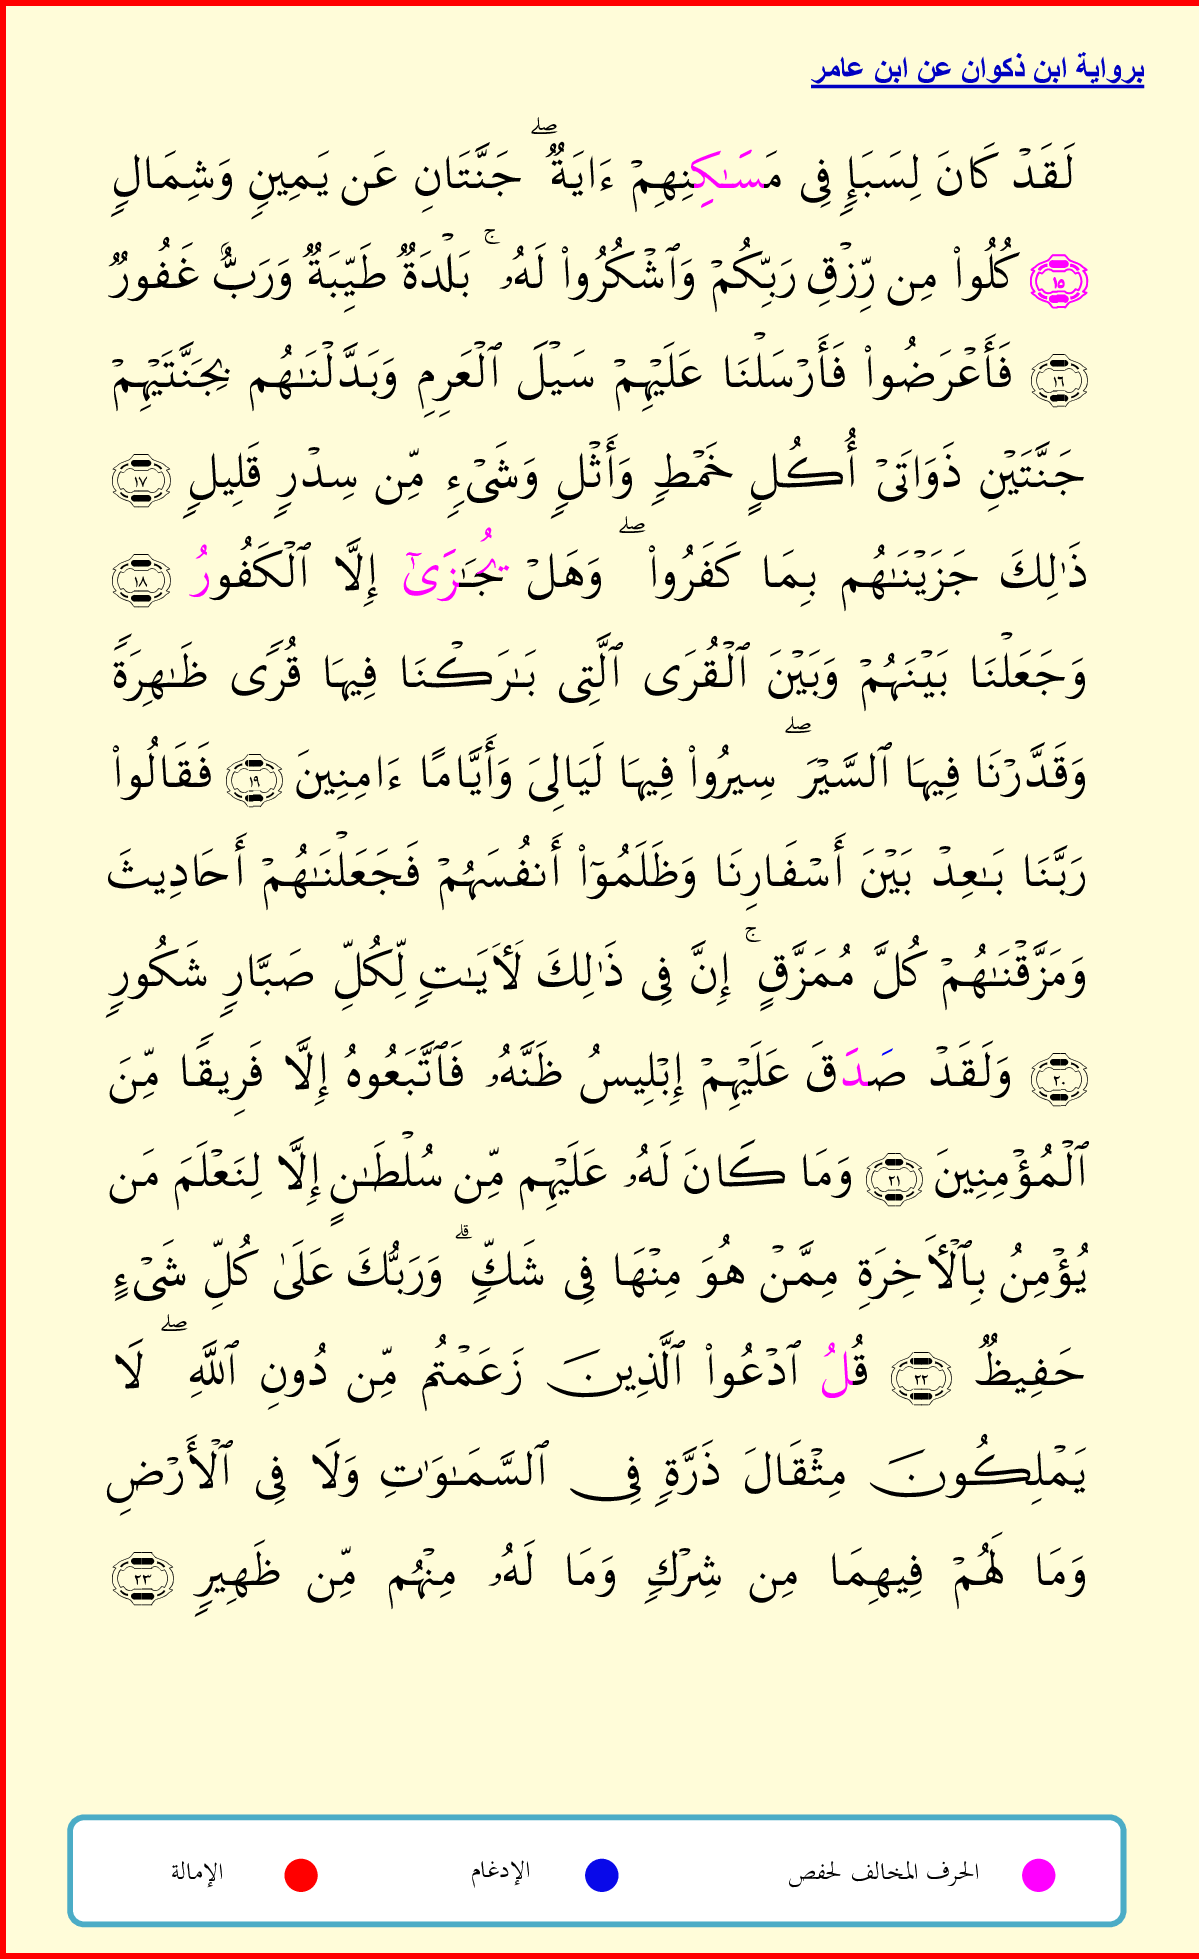 برواية ابن ذكوان عن ابن عامر
لَقَدۡ كَانَ لِسَبَإٖ فِي مَسَٰكِنِهِمۡ ءَايَةٞۖ جَنَّتَانِ عَن يَمِينٖ وَشِمَالٖ
١٥ كُلُواْ مِن رِّزۡقِ رَبِّكُمۡ وَٱشۡكُرُواْ لَهُۥۚ بَلۡدَةٞ طَيِّبَةٞ وَرَبٌّ غَفُورٞ
١٦ فَأَعۡرَضُواْ فَأَرۡسَلۡنَا عَلَيۡهِمۡ سَيۡلَ ٱلۡعَرِمِ وَبَدَّلۡنَٰهُم بِجَنَّتَيۡهِمۡ
جَنَّتَيۡنِ ذَوَاتَيۡ أُكُلٍ خَمۡطٖ وَأَثۡلٖ وَشَيۡءٖ مِّن سِدۡرٖ قَلِيلٖ ١٧
ذَٰلِكَ جَزَيۡنَٰهُم بِمَا كَفَرُواْۖ وَهَلۡ يُجَٰزَىٰٓ إِلَّا ٱلۡكَفُورُ ١٨
وَجَعَلۡنَا بَيۡنَهُمۡ وَبَيۡنَ ٱلۡقُرَى ٱلَّتِي بَٰرَكۡنَا فِيهَا قُرٗى ظَٰهِرَةٗ
وَقَدَّرۡنَا فِيهَا ٱلسَّيۡرَۖ سِيرُواْ فِيهَا لَيَالِيَ وَأَيَّامًا ءَامِنِينَ ١٩ فَقَالُواْ
رَبَّنَا بَٰعِدۡ بَيۡنَ أَسۡفَارِنَا وَظَلَمُوٓاْ أَنفُسَهُمۡ فَجَعَلۡنَٰهُمۡ أَحَادِيثَ
وَمَزَّقۡنَٰهُمۡ كُلَّ مُمَزَّقٍۚ إِنَّ فِي ذَٰلِكَ لَأٓيَٰتٖ لِّكُلِّ صَبَّارٖ شَكُورٖ
٢٠ وَلَقَدۡ صَدَقَ عَلَيۡهِمۡ إِبۡلِيسُ ظَنَّهُۥ فَٱتَّبَعُوهُ إِلَّا فَرِيقٗا مِّنَ
ٱلۡمُؤۡمِنِينَ ٢١ وَمَا كَانَ لَهُۥ عَلَيۡهِم مِّن سُلۡطَٰنٍ إِلَّا لِنَعۡلَمَ مَن
يُؤۡمِنُ بِٱلۡأٓخِرَةِ مِمَّنۡ هُوَ مِنۡهَا فِي شَكّٖۗ وَرَبُّكَ عَلَىٰ كُلِّ شَيۡءٍ
حَفِيظٞ ٢٢ قُلُ ٱدۡعُواْ ٱلَّذِينَ زَعَمۡتُم مِّن دُونِ ٱللَّهِۖ لَا
يَمۡلِكُونَ مِثۡقَالَ ذَرَّةٖ فِي ٱلسَّمَٰوَٰتِ وَلَا فِي ٱلۡأَرۡضِ
وَمَا لَهُمۡ فِيهِمَا مِن شِرۡكٖ وَمَا لَهُۥ مِنۡهُم مِّن ظَهِيرٖ ٢٣
الحرف المخالف لحفص الإدغام الإمالة